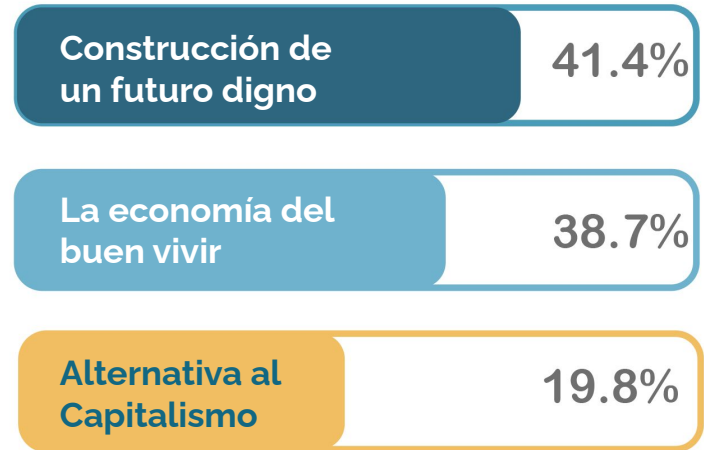 Construcción de
un futuro digno
41.4%
La economía del
buen vivir
38.7%
Alternativa al
Capitalismo
19.8%